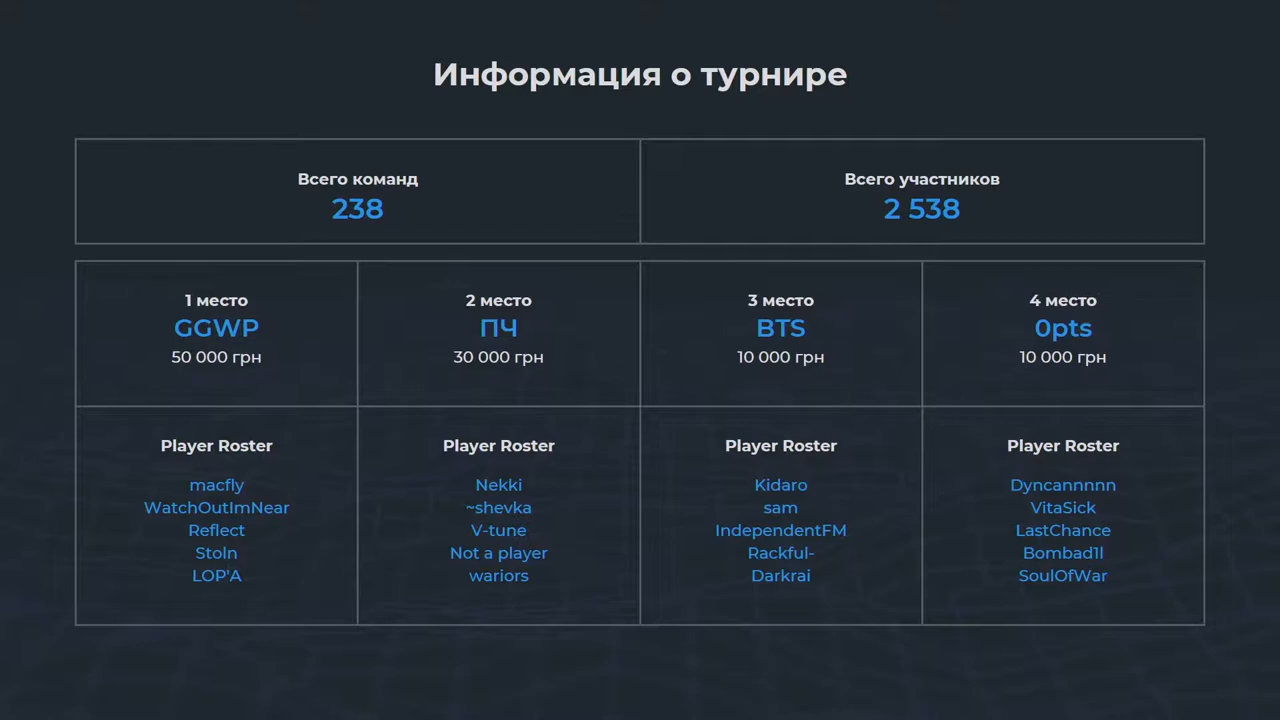 Информация о турнире
Всего команд
238
Всего участников
2 538
1 место
GGWP
50 000 грн
2 место
ПЧ
30 000 грн
3 место
BTS
10 000 грн
4 место
0pts
10 000 грн
Player Roster
macfly
WatchOutImNear
Reflect
Stoln
LOP'A
Player Roster
Nekki
~shevka
V-tune
Not a player
wariors
Player Roster
Kidaro
sam
IndependentFM
Rackful-
Darkrai
Player Roster
Dyncannnnn
VitaSick
LastChance
Bombad1l
SoulOfWar